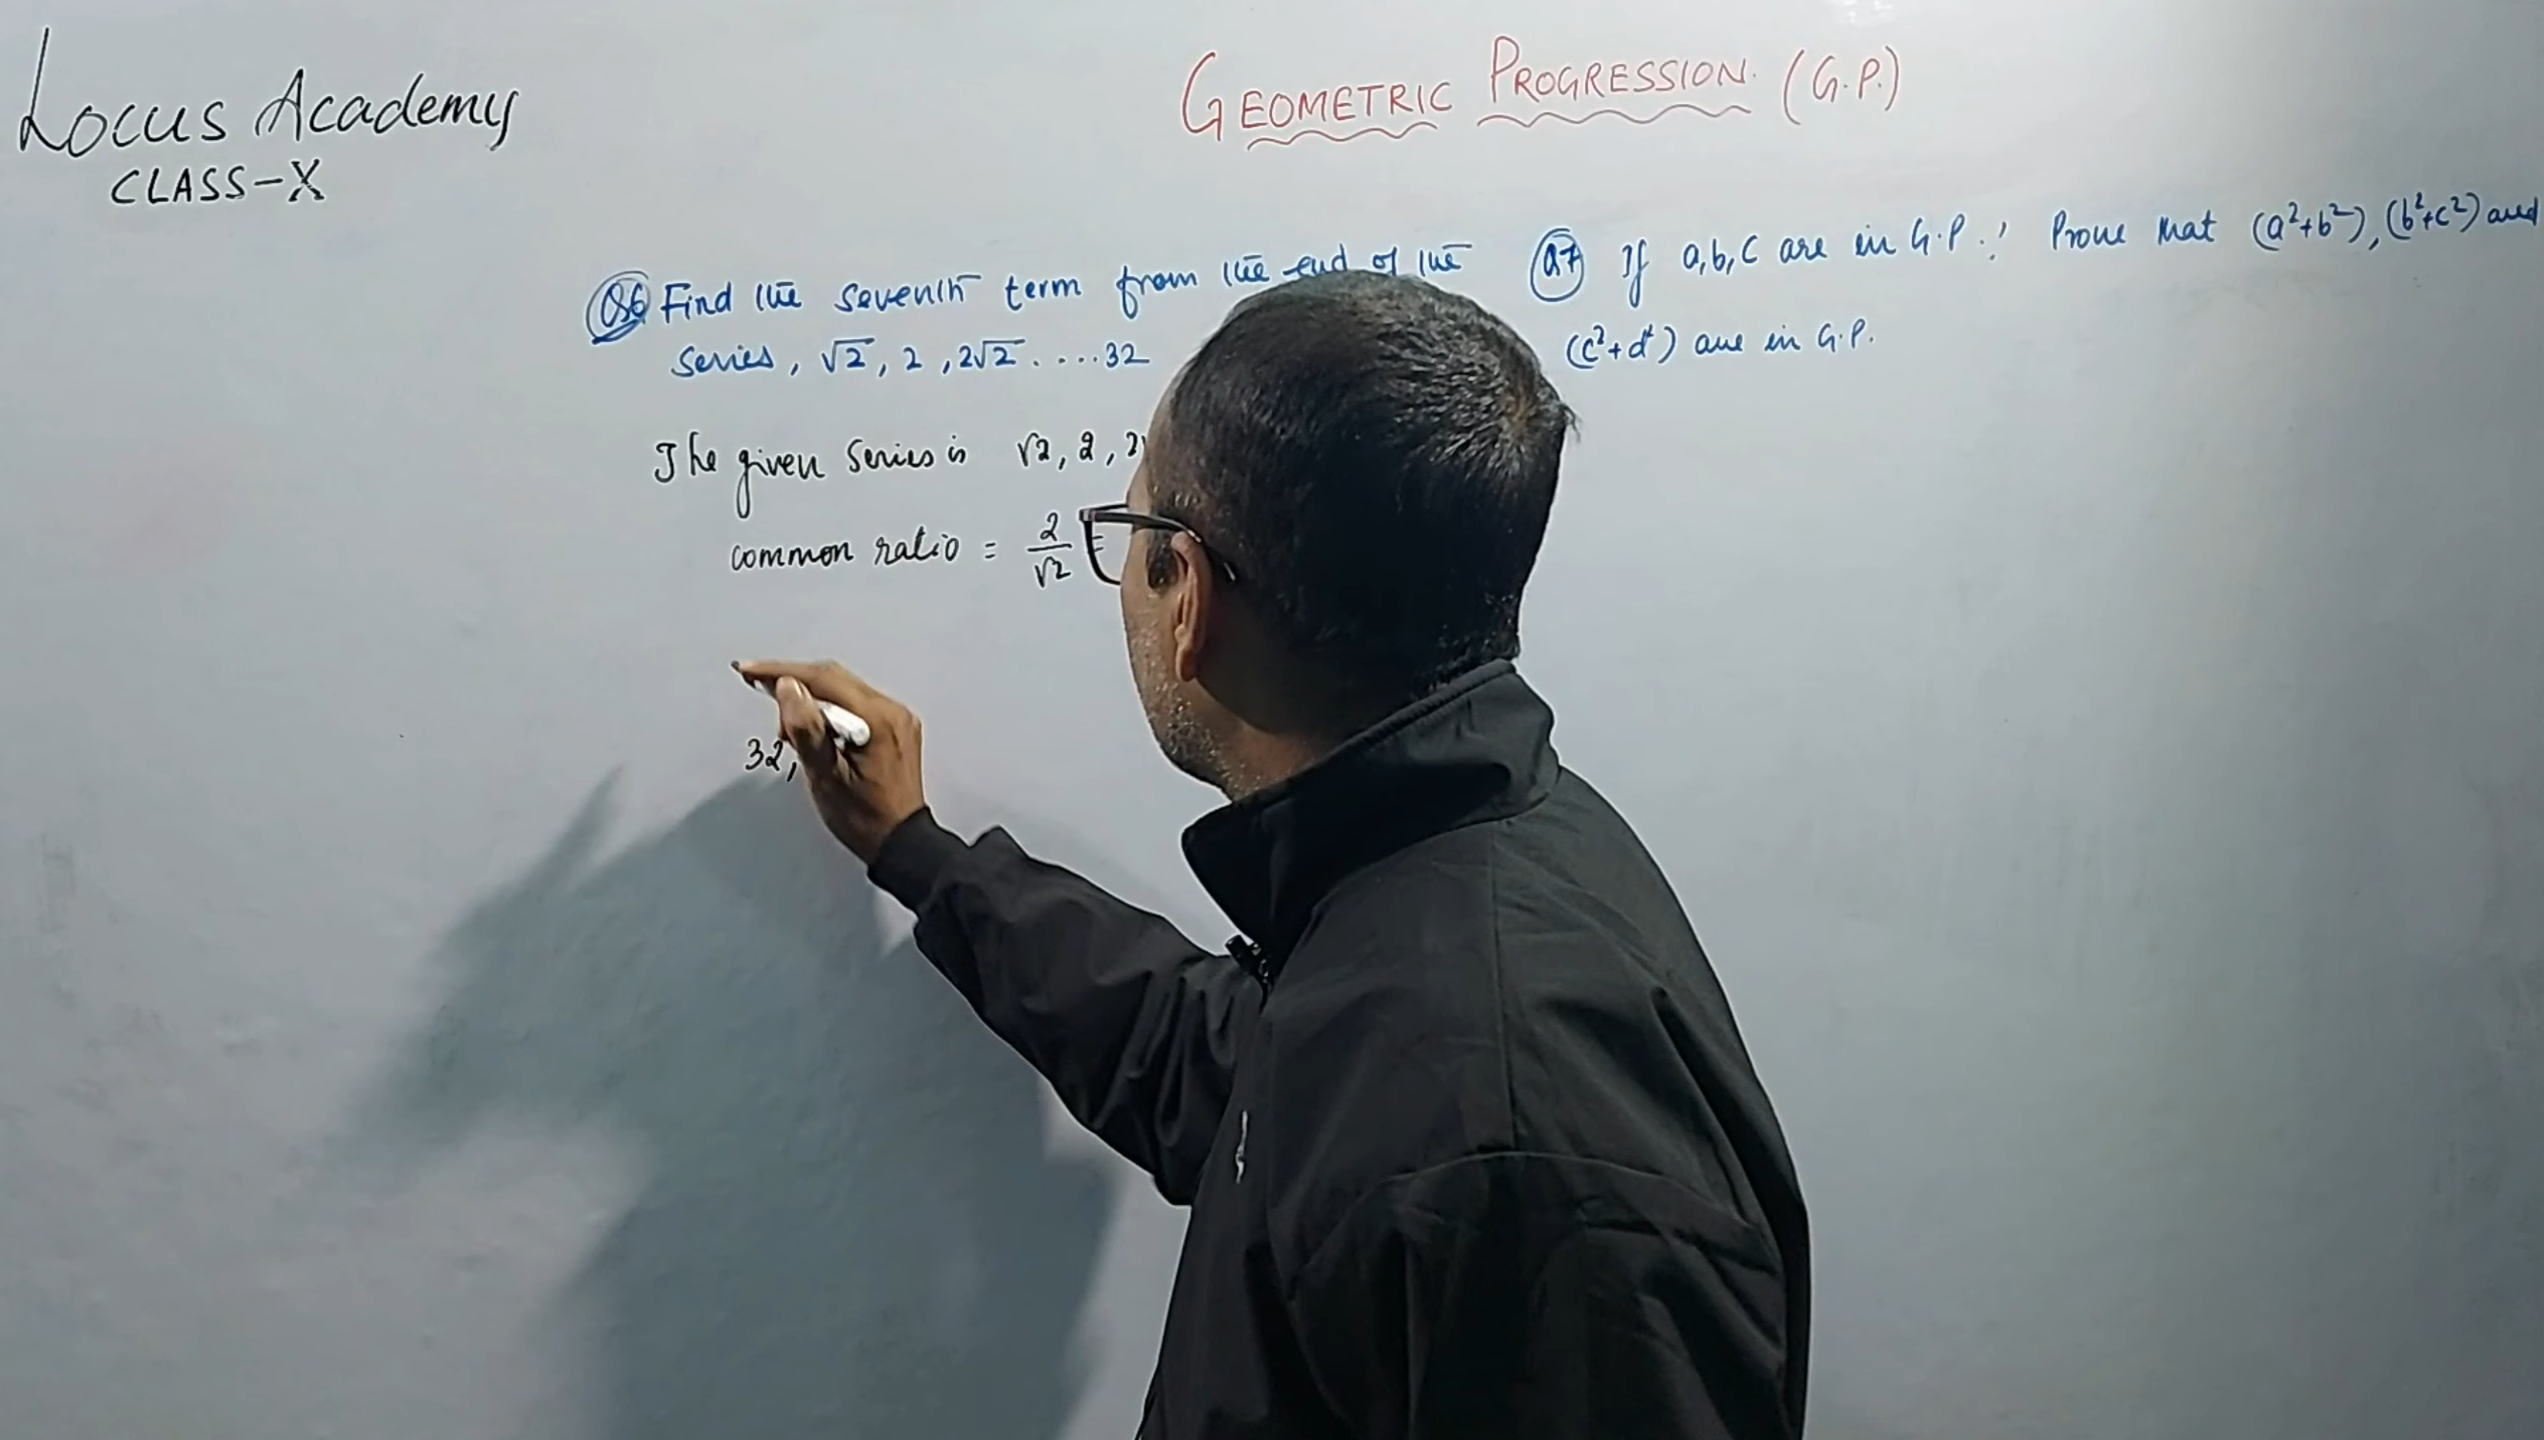 Locus Academy
CLASS-X
GEOMETRIC PROGRESSION. (G.P.)
Q6 Find the seventh term from the end of the
series, √2, 2, 2√2. ....32
The given series is √2, 2, 2
common ratio = 2/√2 =
32,
Q7 If a,b,c are in G.P.! Prove that (a²+b²), (b²+c²) and
(c²+d²) are in G.P.